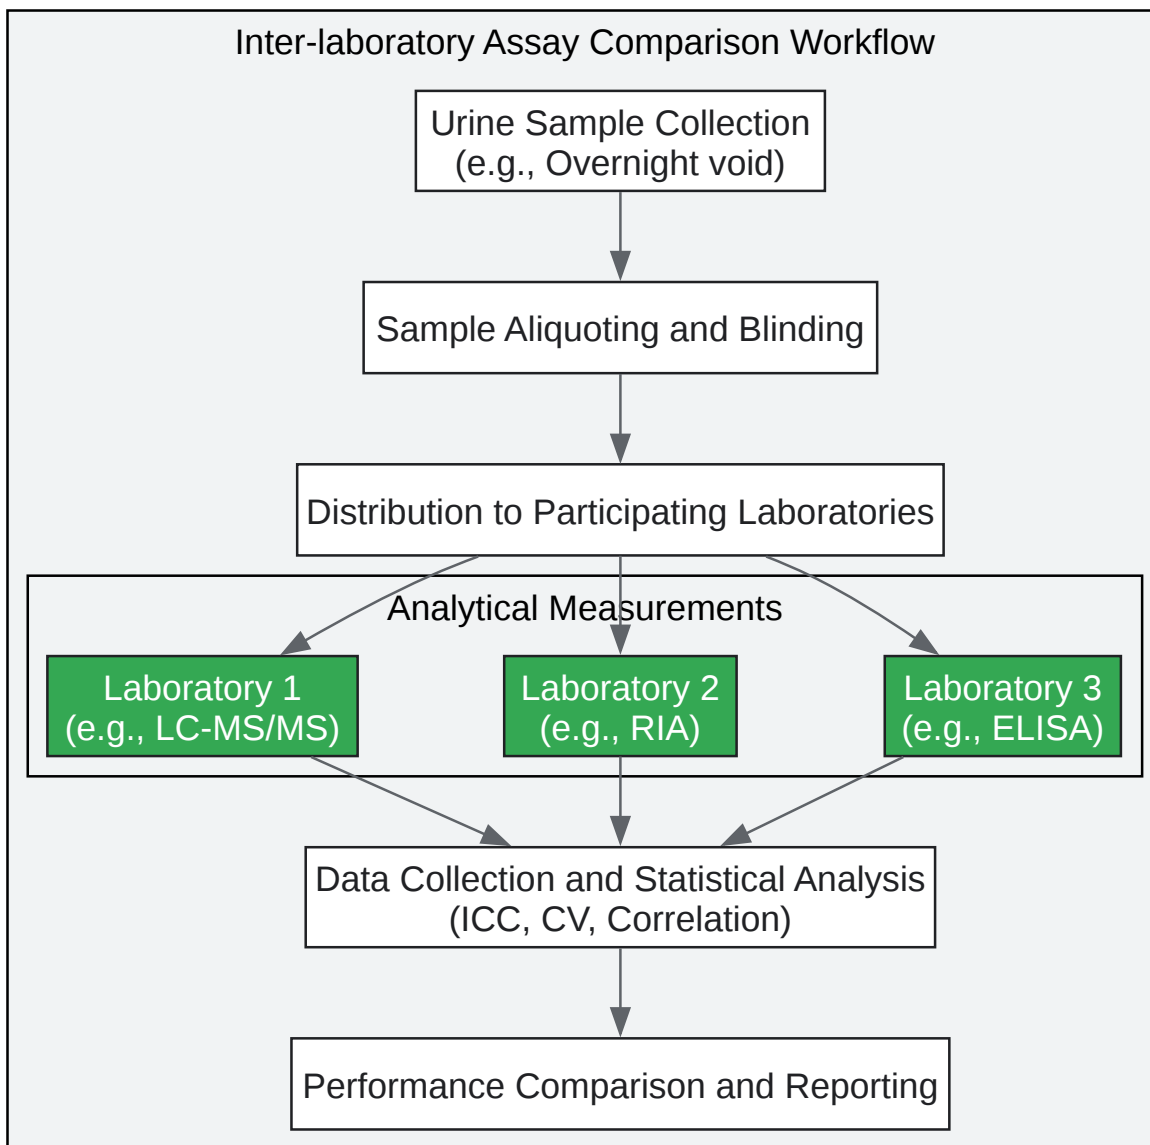 Inter-laboratory Assay Comparison Workflow
Urine Sample Collection
(e.g., Overnight void)
Sample Aliquoting and Blinding
Distribution to Participating Laboratories
Analytical Measurements
Laboratory 1
(e.g., LC-MS/MS)
Laboratory 2
(e.g., RIA)
Laboratory 3
(e.g., ELISA)
Data Collection and Statistical Analysis
(ICC, CV, Correlation)
Performance Comparison and Reporting